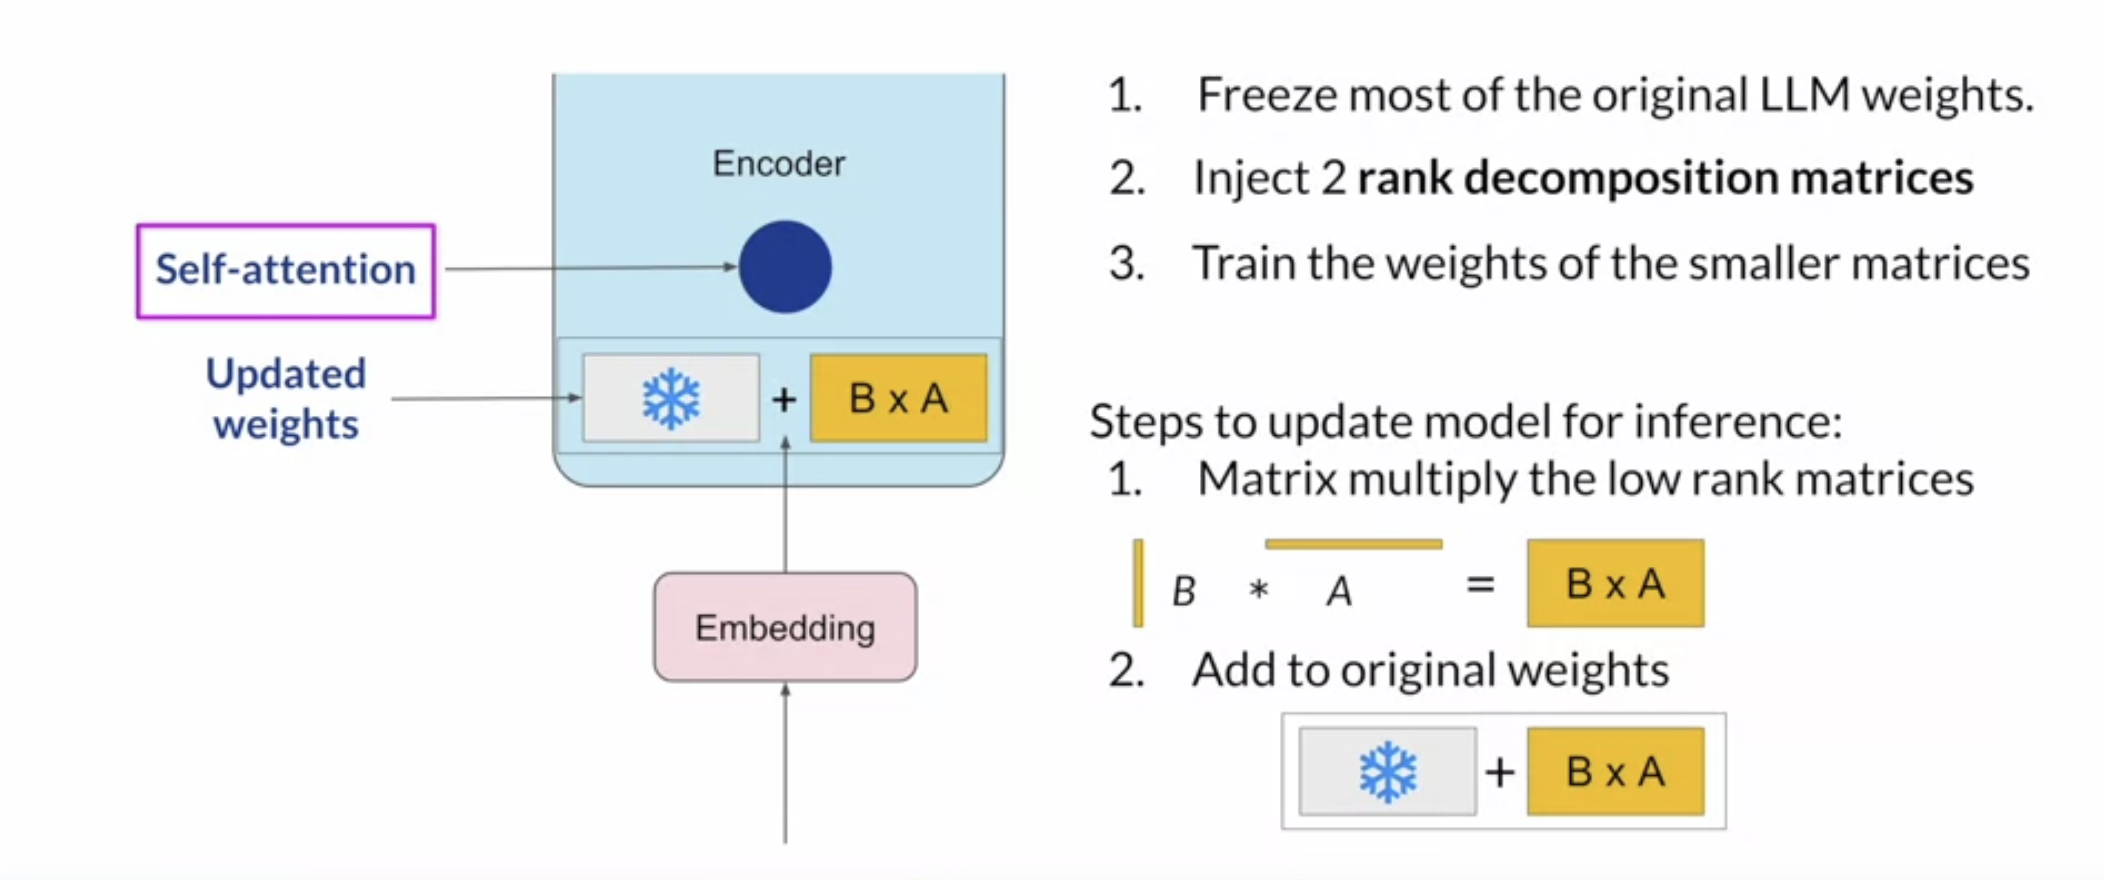 Encoder
Self-attention
Updated
weights
+
B x A
Embedding
1. Freeze most of the original LLM weights.
2. Inject 2 rank decomposition matrices
3. Train the weights of the smaller matrices
Steps to update model for inference:
1. Matrix multiply the low rank matrices
B * A = B x A
2. Add to original weights
+ B x A